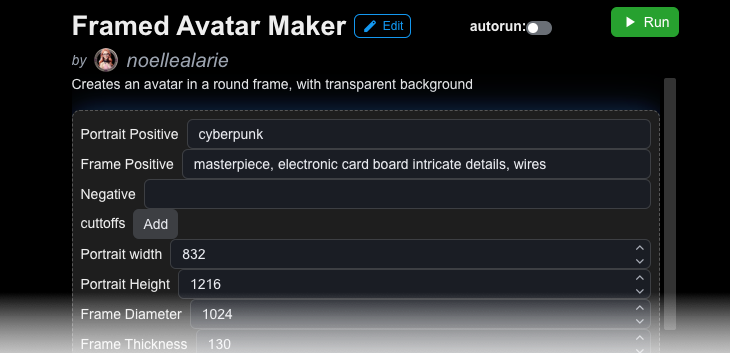 Framed Avatar Maker Edit autorun: Run
by noellealarie
Creates an avatar in a round frame, with transparent background
Portrait Positive cyberpunk
Frame Positive masterpiece, electronic card board intricate details, wires
Negative
cuttoffs Add
Portrait width 832
Portrait Height 1216
Frame Diameter 1024
Frame Thickness 130